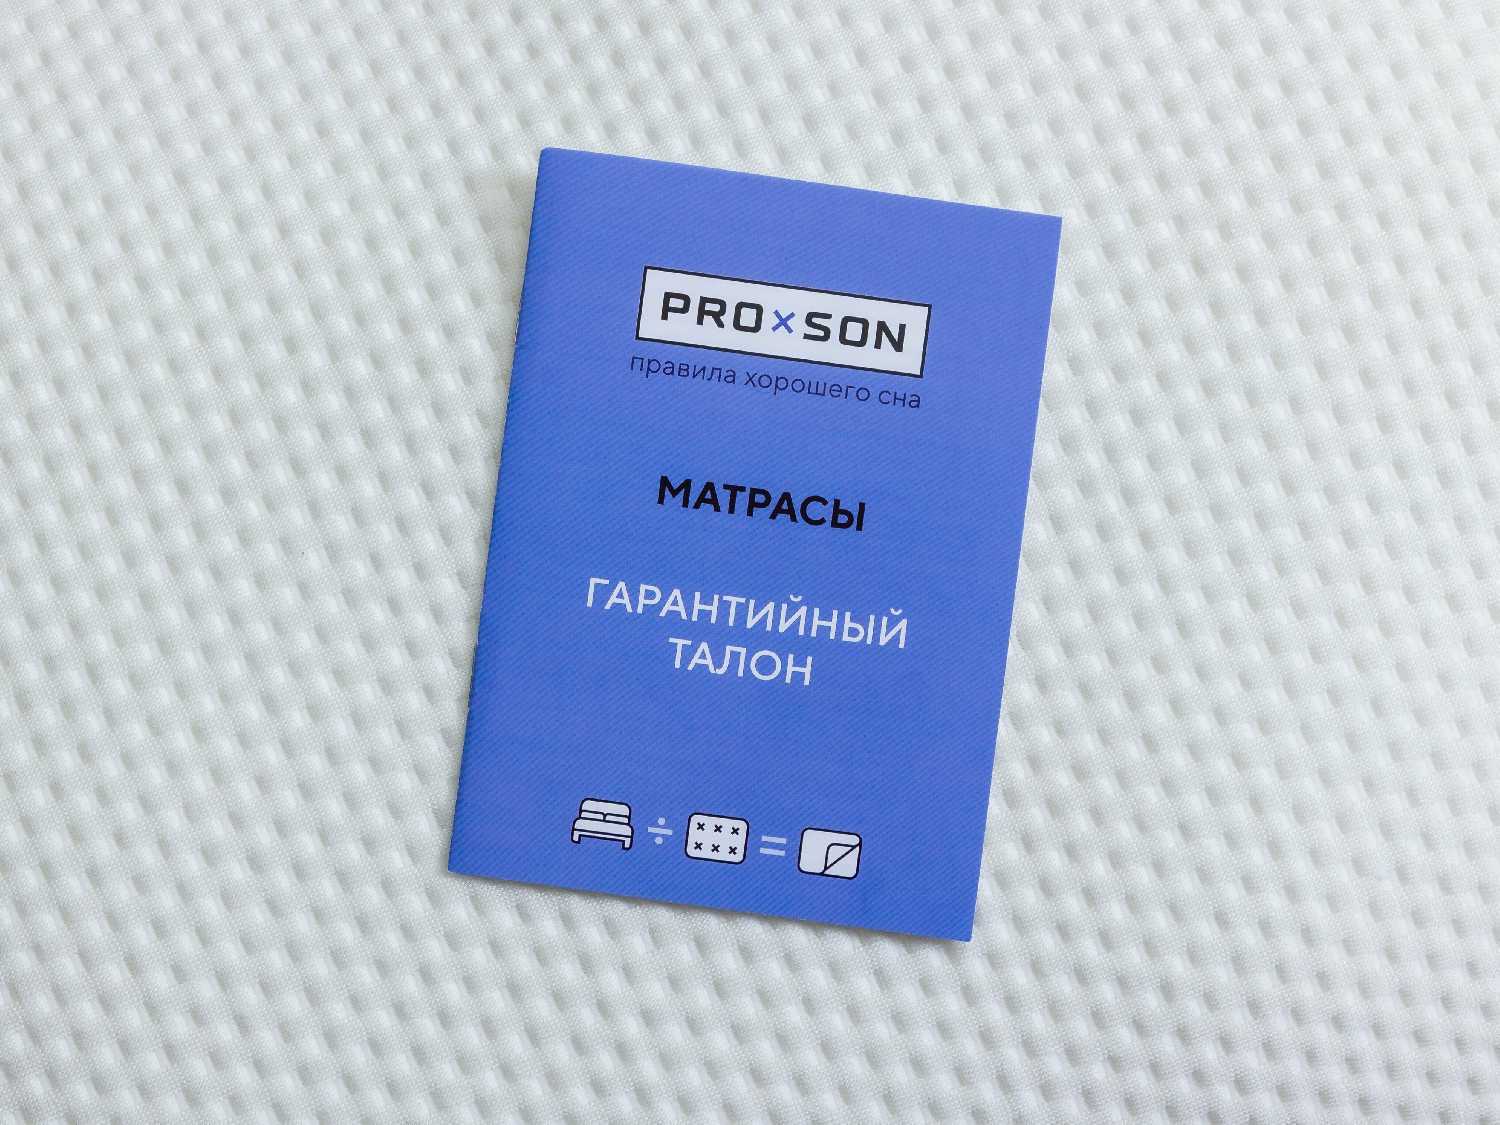 PRO×SON
правила хорошего сна
МАТРАСЫ
ГАРАНТИЙНЫЙ
ТАЛОН
÷ =